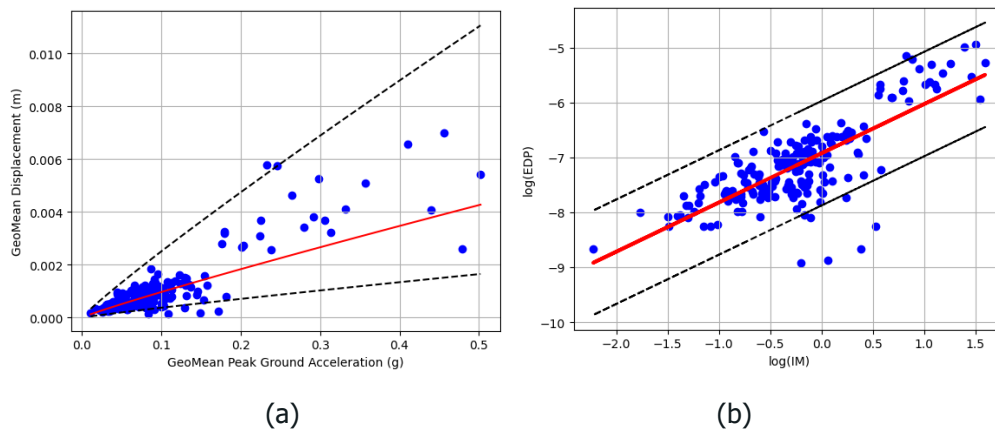 GeoMean Displacement (m)
0.010
0.008
0.006
0.004
0.002
0.000
0.0 0.1 0.2 0.3 0.4 0.5
GeoMean Peak Ground Acceleration (g)
(a)
log(EDP)
−5
−6
−7
−8
−9
−10
−2.0 −1.5 −1.0 −0.5 0.0 0.5 1.0 1.5
log(IM)
(b)